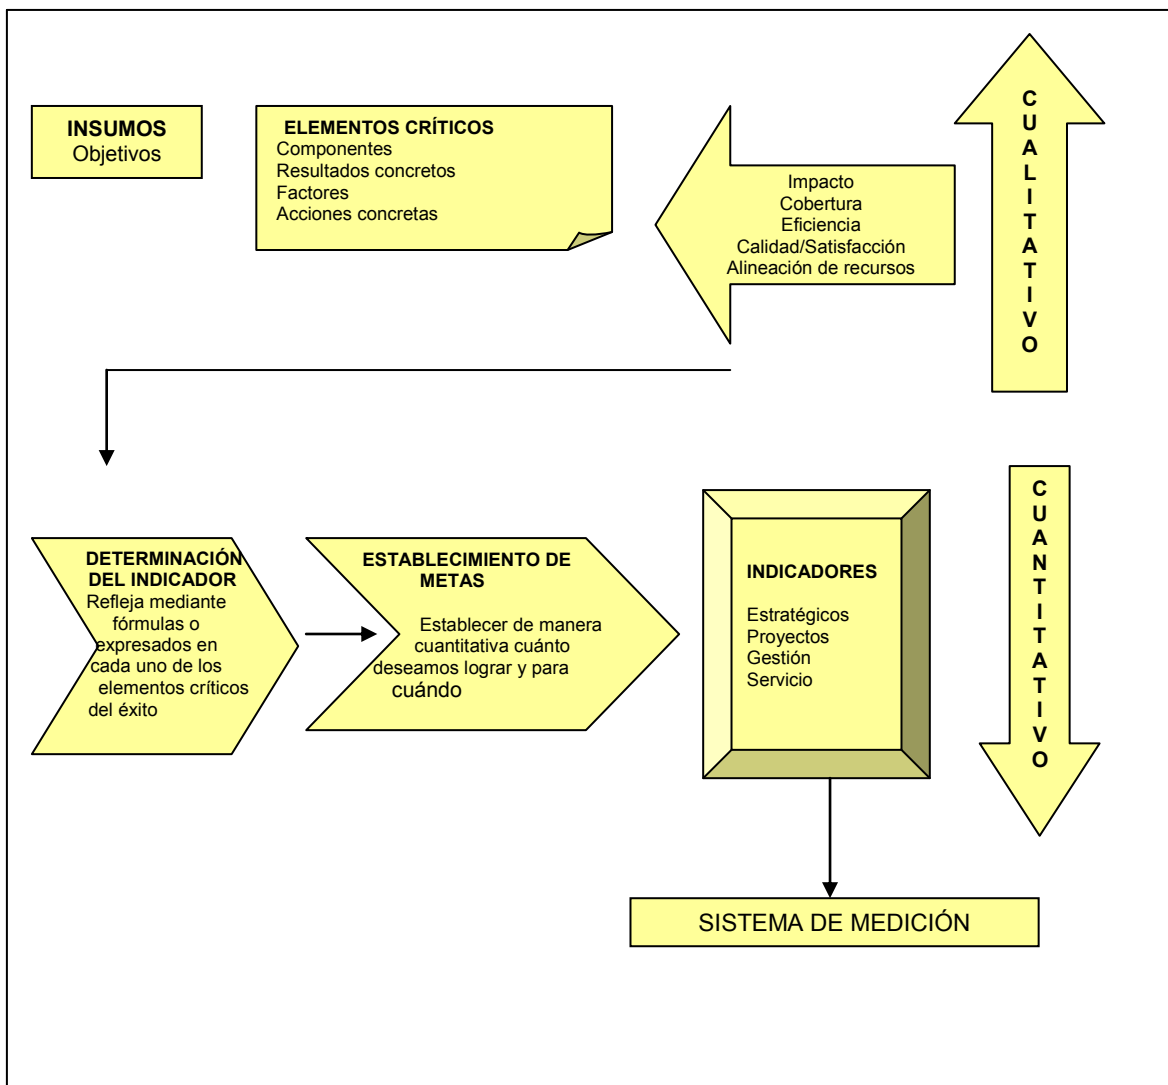 INSUMOS
Objetivos
ELEMENTOS CRÍTICOS
Componentes
Resultados concretos
Factores
Acciones concretas
Impacto
Cobertura
Eficiencia
Calidad/Satisfacción
Alineación de recursos
CUALITATIVO
DETERMINACIÓN
DEL INDICADOR
Refleja mediante
fórmulas o
expresados en
cada uno de los
elementos críticos
del éxito
ESTABLECIMIENTO DE
METAS
Establecer de manera
cuantitativa cuánto
deseamos lograr y para
cuándo
INDICADORES
Estratégicos
Proyectos
Gestión
Servicio
CUANTITATIVO
SISTEMA DE MEDICIÓN